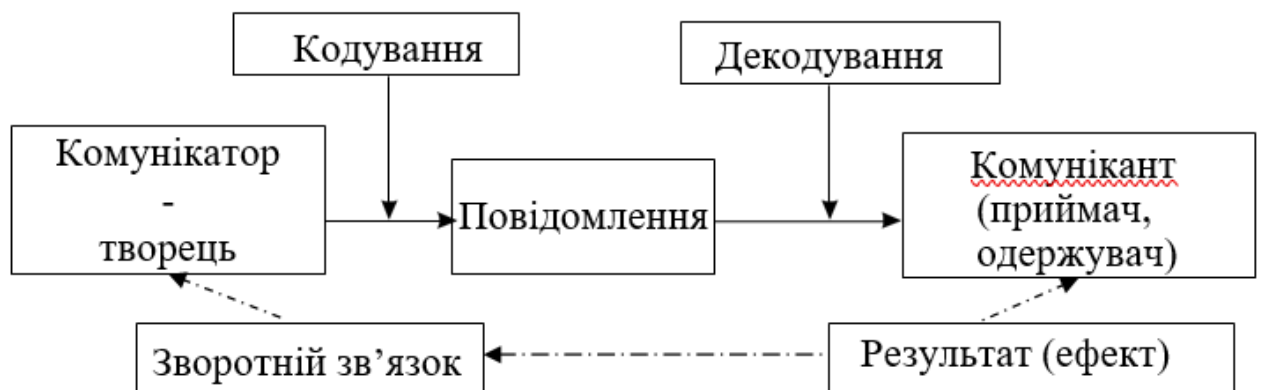 Кодування
Декодування
Комунікатор
-
творець
Повідомлення
Комунікант
(приймач,
одержувач)
Зворотній зв’язок
Результат (ефект)